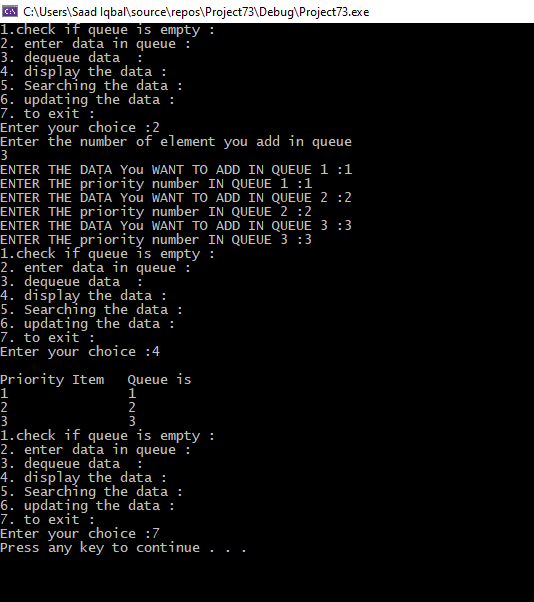 C:\Users\Saad Iqbal\source\repos\Project73\Debug\Project73.exe
1.check if queue is empty :
2. enter data in queue :
3. dequeue data  :
4. display the data :
5. Searching the data :
6. updating the data :
7. to exit :
Enter your choice :2
Enter the number of element you add in queue
3
ENTER THE DATA You WANT TO ADD IN QUEUE 1 :1
ENTER THE priority number IN QUEUE 1 :1
ENTER THE DATA You WANT TO ADD IN QUEUE 2 :2
ENTER THE priority number IN QUEUE 2 :2
ENTER THE DATA You WANT TO ADD IN QUEUE 3 :3
ENTER THE priority number IN QUEUE 3 :3
1.check if queue is empty :
2. enter data in queue :
3. dequeue data  :
4. display the data :
5. Searching the data :
6. updating the data :
7. to exit :
Enter your choice :4
Priority Item   Queue is
1               1
2               2
3               3
1.check if queue is empty :
2. enter data in queue :
3. dequeue data  :
4. display the data :
5. Searching the data :
6. updating the data :
7. to exit :
Enter your choice :7
Press any key to continue . . .